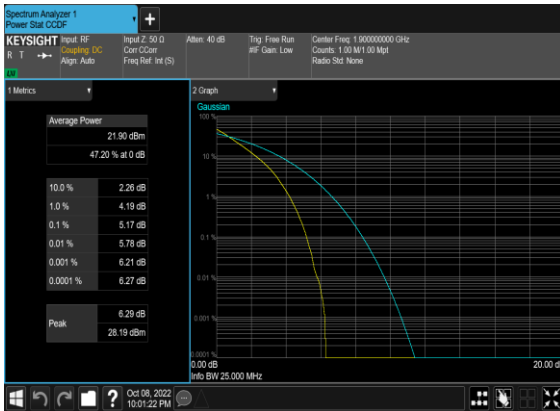 Spectrum Analyzer 1
Power Stat CCDF
+
KEYSIGHT
R T
LXI
Input: RF
Coupling: DC
Align: Auto
Input Z: 50 Ω
Corr CCorr
Freq Ref: Int (S)
Atten: 40 dB
Trig: Free Run
#IF Gain: Low
Center Freq: 1.900000000 GHz
Counts: 1.00 M/1.00 Mpt
Radio Std: None
1 Metrics
Average Power
21.90 dBm
47.20 % at 0 dB
10.0 % 2.26 dB
1.0 % 4.19 dB
0.1 % 5.17 dB
0.01 % 5.78 dB
0.001 % 6.21 dB
0.0001 % 6.27 dB
Peak
6.29 dB
28.19 dBm
2 Graph
Gaussian
100 %
10 %
1 %
0.1 %
0.01 %
0.001 %
0.0001 %
0.00 dB
20.00 d
Info BW 25.000 MHz
?
Oct 08, 2022
10:01:22 PM